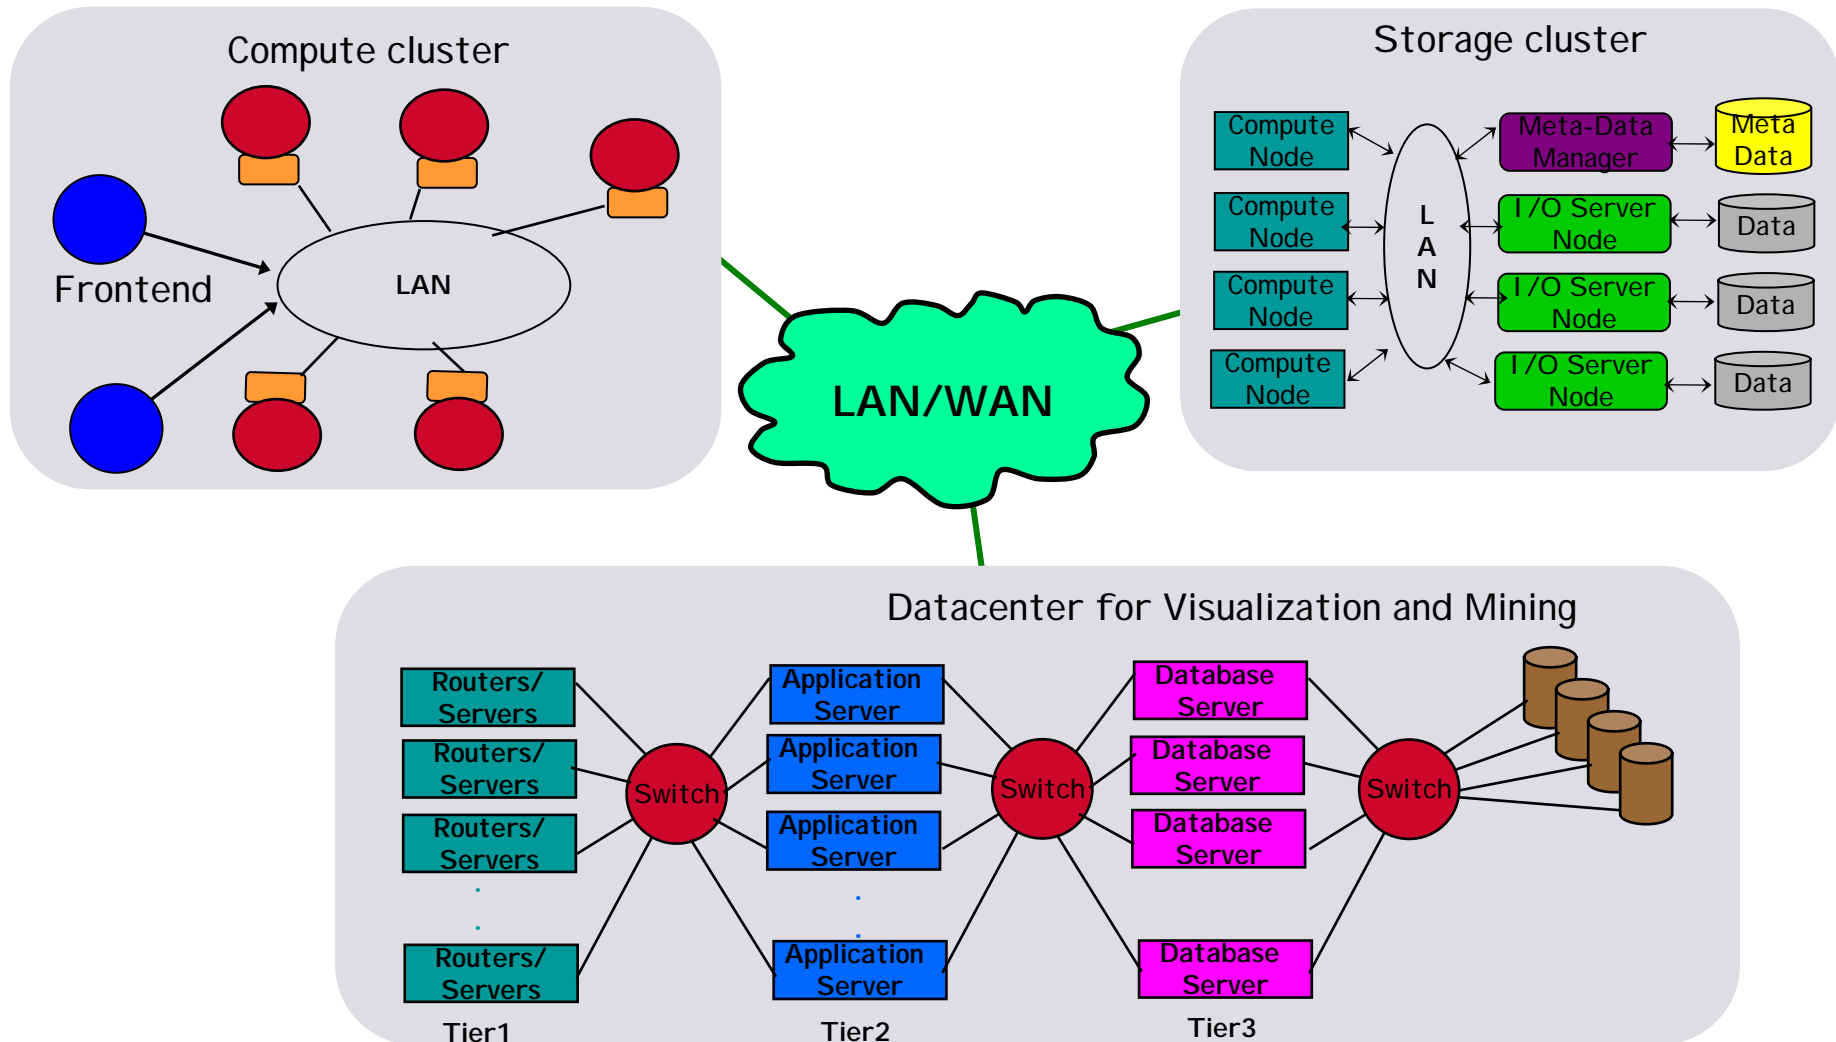 Compute cluster
Frontend
LAN
Storage cluster
Compute
Node
Compute
Node
Compute
Node
Compute
Node
L
A
N
Meta-Data
Manager
I/O Server
Node
I/O Server
Node
I/O Server
Node
Meta
Data
Data
Data
Data
LAN/WAN
Datacenter for Visualization and Mining
Routers/
Servers
Routers/
Servers
Routers/
Servers
.
.
Routers/
Servers
Tier1
Switch
Application
Server
Application
Server
Application
Server
.
.
Application
Server
Tier2
Switch
Database
Server
Database
Server
Database
Server
Database
Server
Tier3
Switch